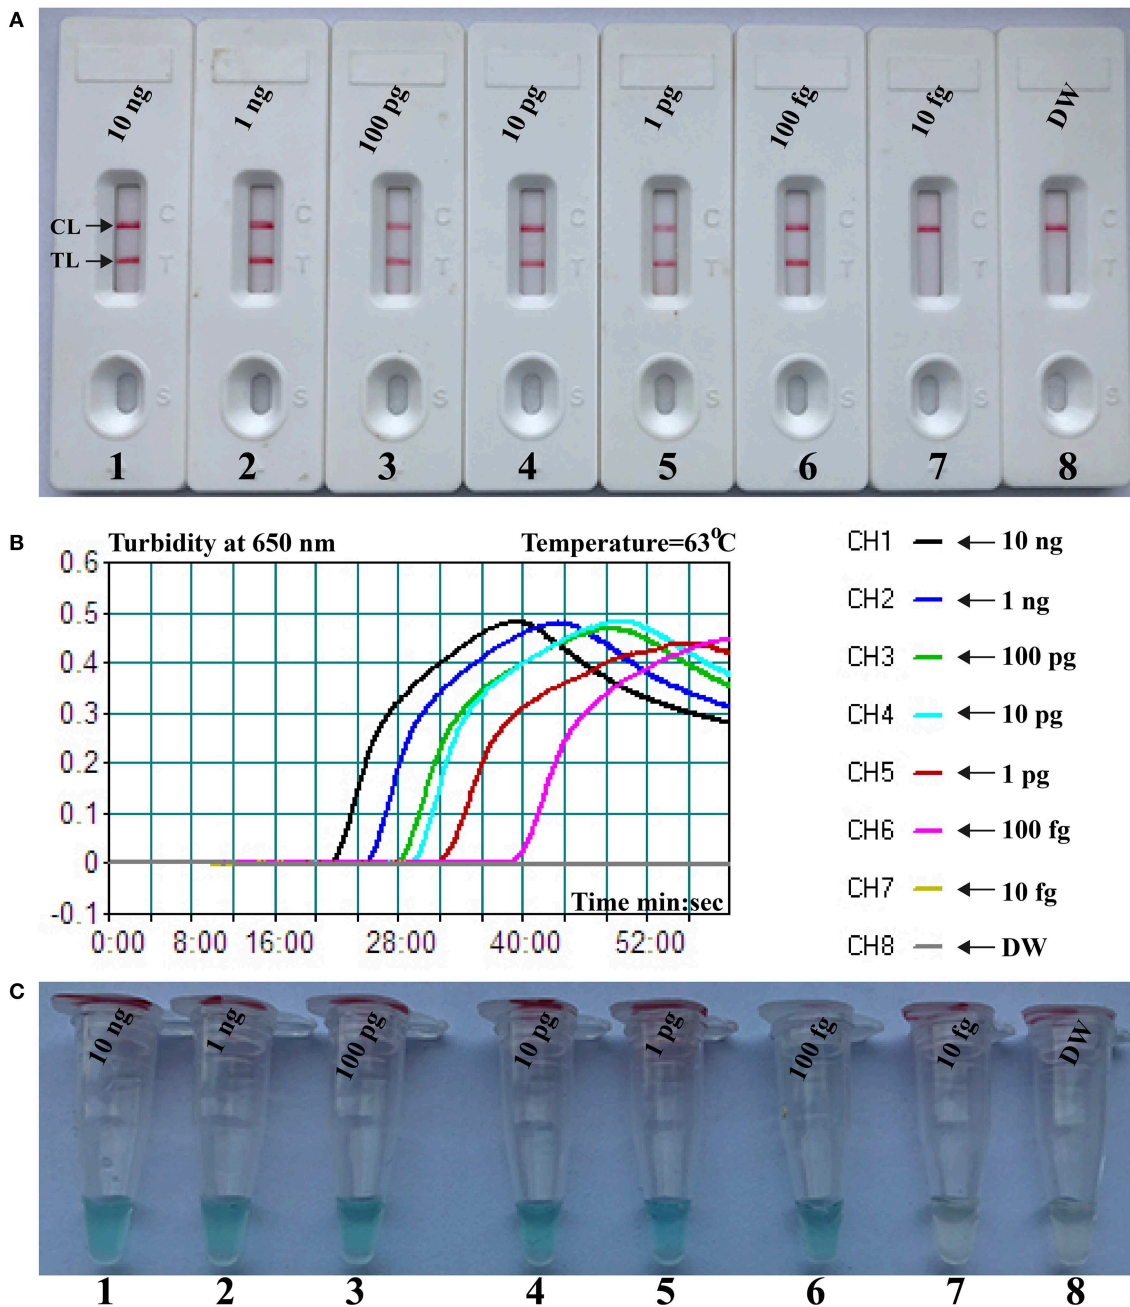 A
10 ng
1 ng
100 pg
10 pg
1 pg
100 fg
10 fg
DW
CL
TL
C
T
S
C
T
S
C
T
S
C
T
S
C
T
S
C
T
S
C
T
S
C
T
S
1 2 3 4 5 6 7 8
B
Turbidity at 650 nm Temperature=63°C
0.6
0.5
0.4
0.3
0.2
0.1
0
-0.1
Time min:sec
0:00 8:00 16:00 28:00 40:00 52:00
CH1 10 ng
CH2 1 ng
CH3 100 pg
CH4 10 pg
CH5 1 pg
CH6 100 fg
CH7 10 fg
CH8 DW
C
10 ng
1 ng
100 pg
10 pg
1 pg
100 fg
10 fg
DW
1 2 3 4 5 6 7 8